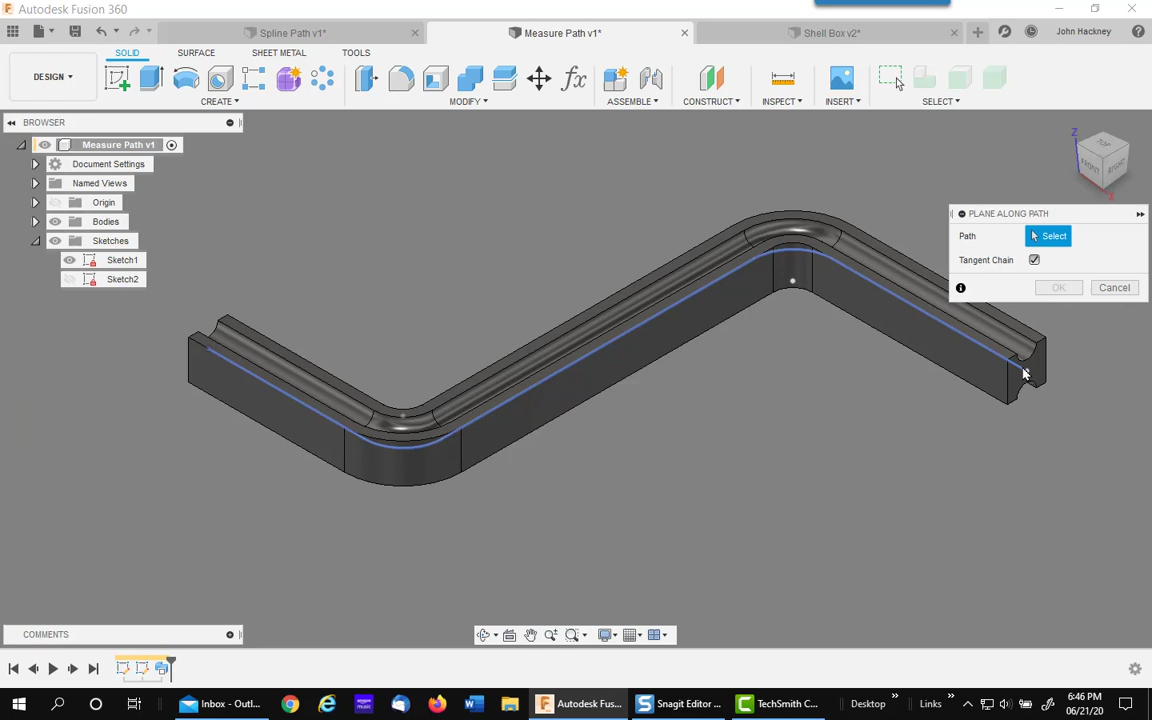 Autodesk Fusion 360
Spline Path v1*
Measure Path v1*
Shell Box v2*
John Hackney
SOLID
SURFACE
SHEET METAL
TOOLS
DESIGN
CREATE
MODIFY
ASSEMBLE
CONSTRUCT
INSPECT
INSERT
SELECT
BROWSER
Measure Path v1
Document Settings
Named Views
Origin
Bodies
Sketches
Sketch1
Sketch2
Z
TOP
FRONT
RIGHT
X
PLANE ALONG PATH
Path
Select
Tangent Chain
OK
Cancel
COMMENTS
Inbox - Outl...
Autodesk Fus...
Snagit Editor ...
TechSmith C...
Desktop
Links
6:46 PM
06/21/20